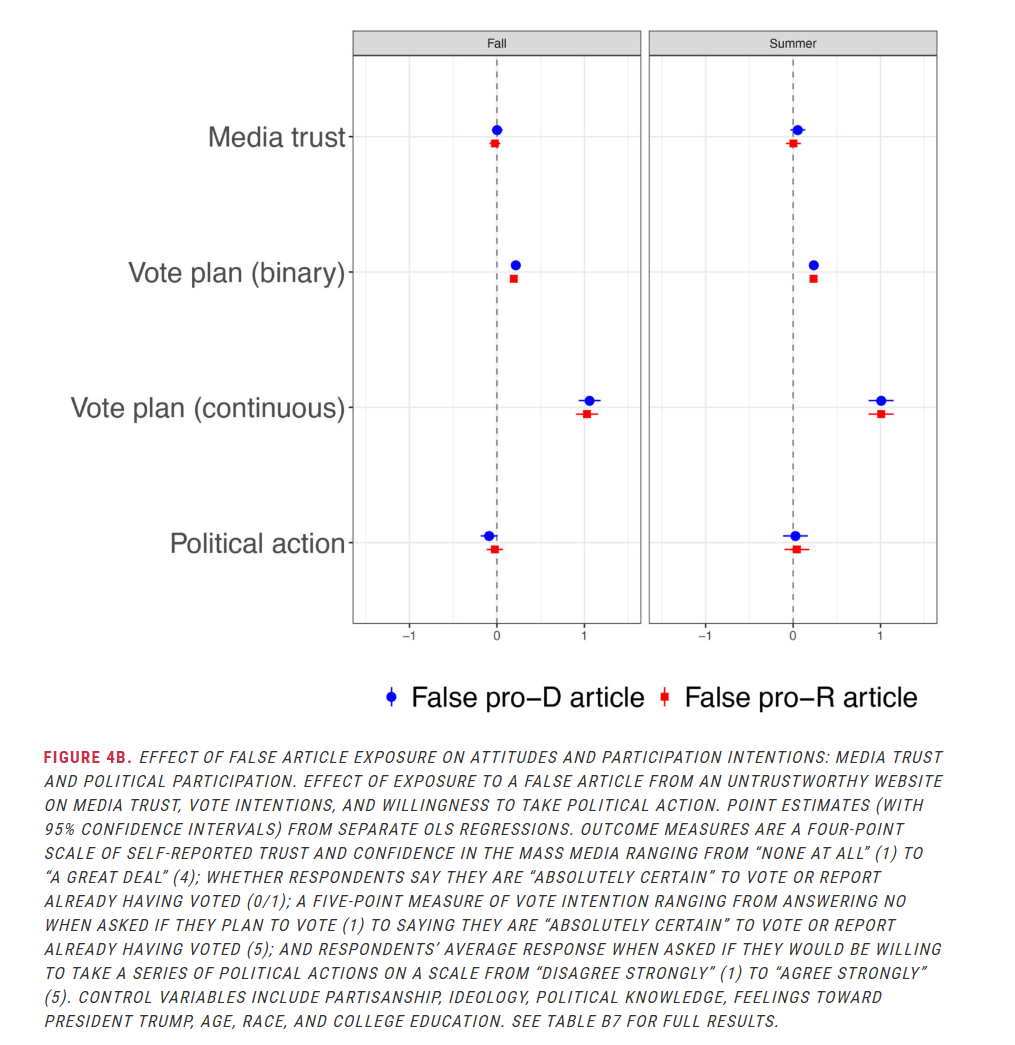 Fall
Summer
Media trust
Vote plan (binary)
Vote plan (continuous)
Political action
−1
0
1
−1
0
1
False pro−D article
False pro−R article
FIGURE 4B. EFFECT OF FALSE ARTICLE EXPOSURE ON ATTITUDES AND PARTICIPATION INTENTIONS: MEDIA TRUST
AND POLITICAL PARTICIPATION. EFFECT OF EXPOSURE TO A FALSE ARTICLE FROM AN UNTRUSTWORTHY WEBSITE
ON MEDIA TRUST, VOTE INTENTIONS, AND WILLINGNESS TO TAKE POLITICAL ACTION. POINT ESTIMATES (WITH
95% CONFIDENCE INTERVALS) FROM SEPARATE OLS REGRESSIONS. OUTCOME MEASURES ARE A FOUR-POINT
SCALE OF SELF-REPORTED TRUST AND CONFIDENCE IN THE MASS MEDIA RANGING FROM “NONE AT ALL” (1) TO
“A GREAT DEAL” (4); WHETHER RESPONDENTS SAY THEY ARE “ABSOLUTELY CERTAIN” TO VOTE OR REPORT
ALREADY HAVING VOTED (0/1); A FIVE-POINT MEASURE OF VOTE INTENTION RANGING FROM ANSWERING NO
WHEN ASKED IF THEY PLAN TO VOTE (1) TO SAYING THEY ARE “ABSOLUTELY CERTAIN” TO VOTE OR REPORT
ALREADY HAVING VOTED (5); AND RESPONDENTS’ AVERAGE RESPONSE WHEN ASKED IF THEY WOULD BE WILLING
TO TAKE A SERIES OF POLITICAL ACTIONS ON A SCALE FROM “DISAGREE STRONGLY” (1) TO “AGREE STRONGLY”
(5). CONTROL VARIABLES INCLUDE PARTISANSHIP, IDEOLOGY, POLITICAL KNOWLEDGE, FEELINGS TOWARD
PRESIDENT TRUMP, AGE, RACE, AND COLLEGE EDUCATION. SEE TABLE B7 FOR FULL RESULTS.